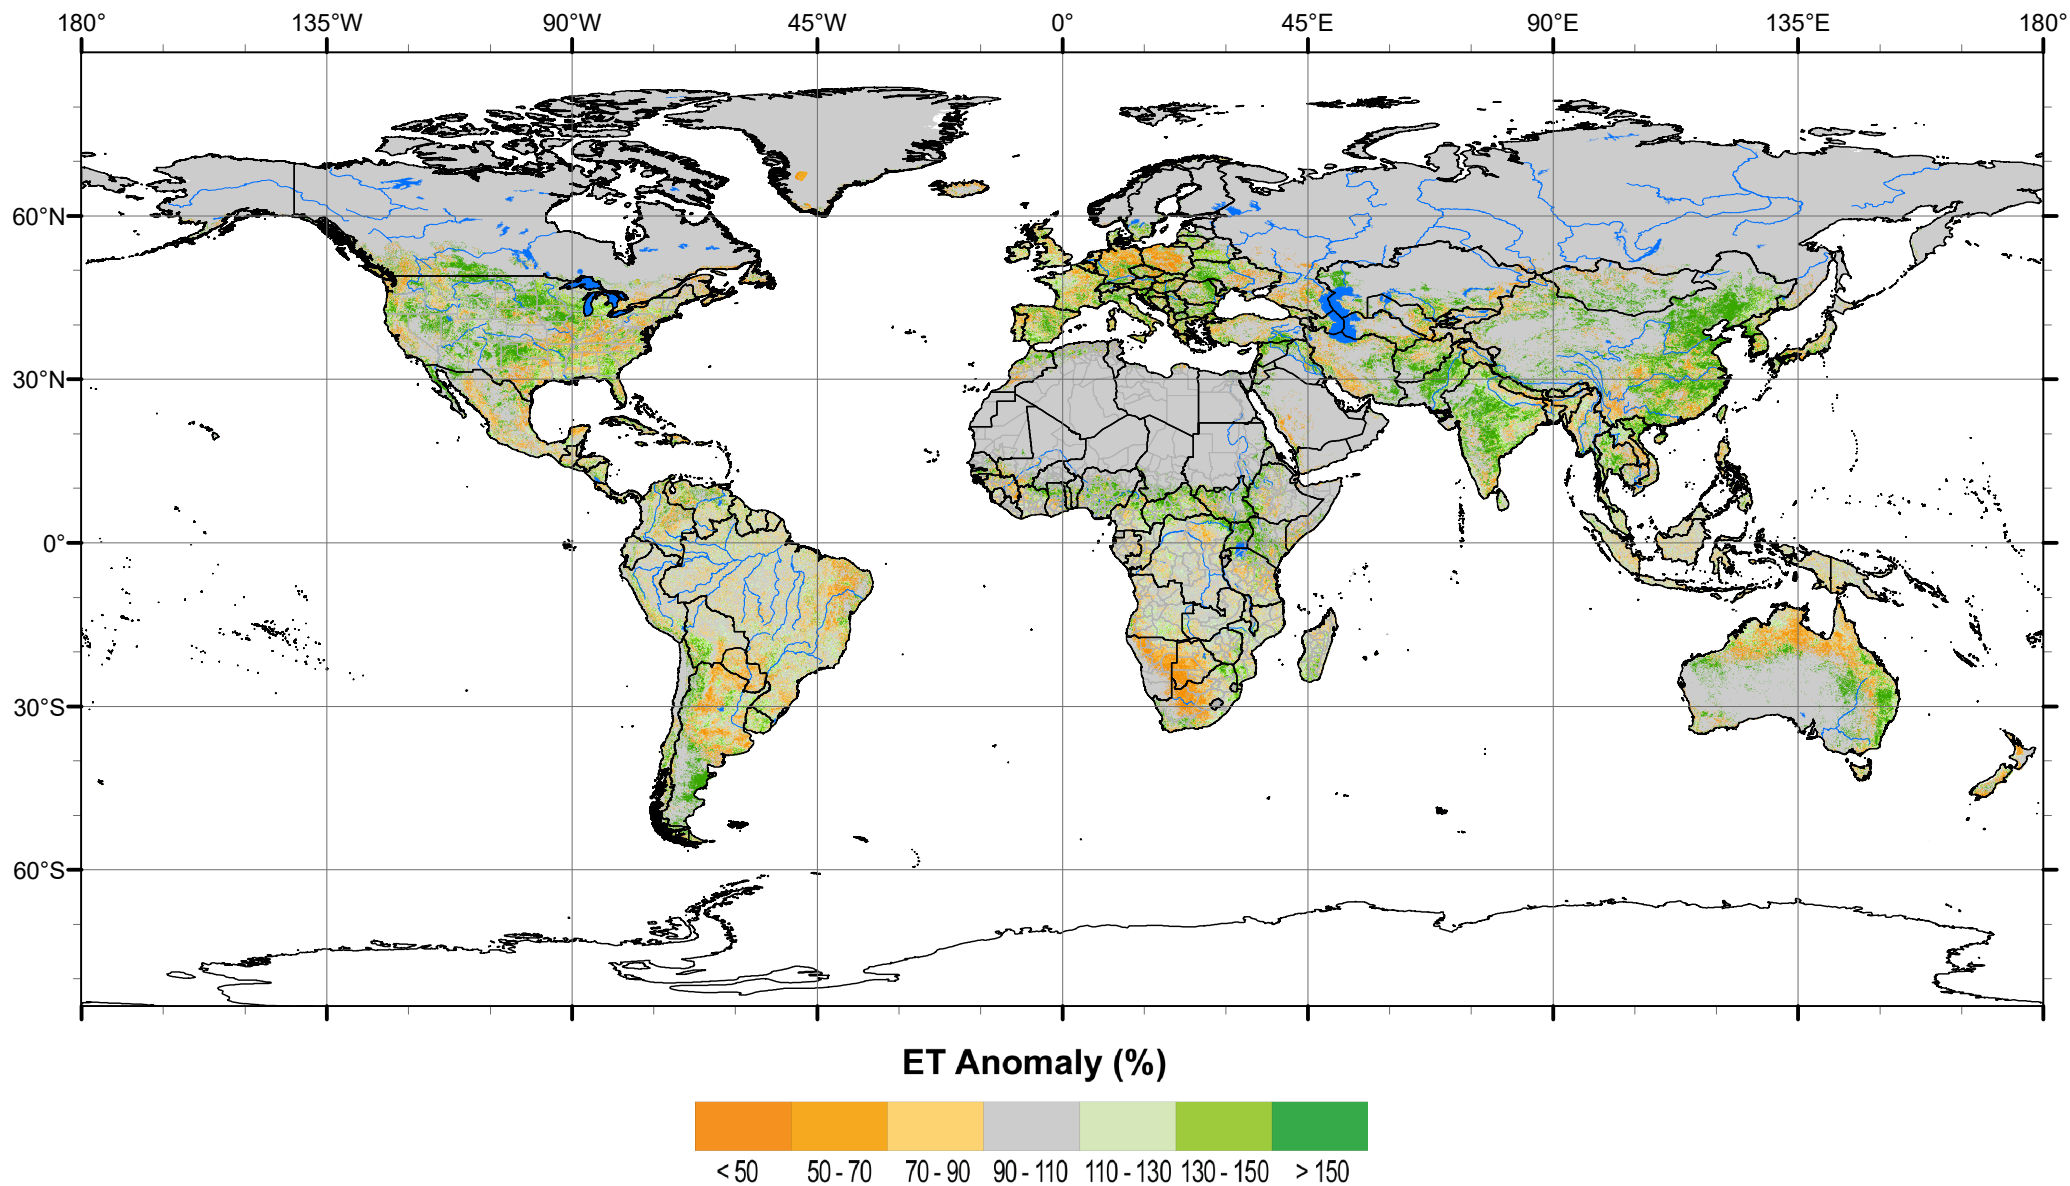 180° 135°W 90°W 45°W 0° 45°E 90°E 135°E 180°
60°N
30°N
0°
30°S
60°S
ET Anomaly (%)
< 50 50 - 70 70 - 90 90 - 110 110 - 130 130 - 150 > 150